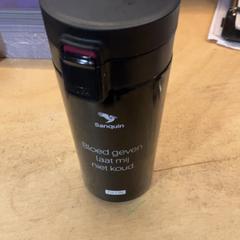 Sanquin
Bloed geven
laat mij
niet koud.